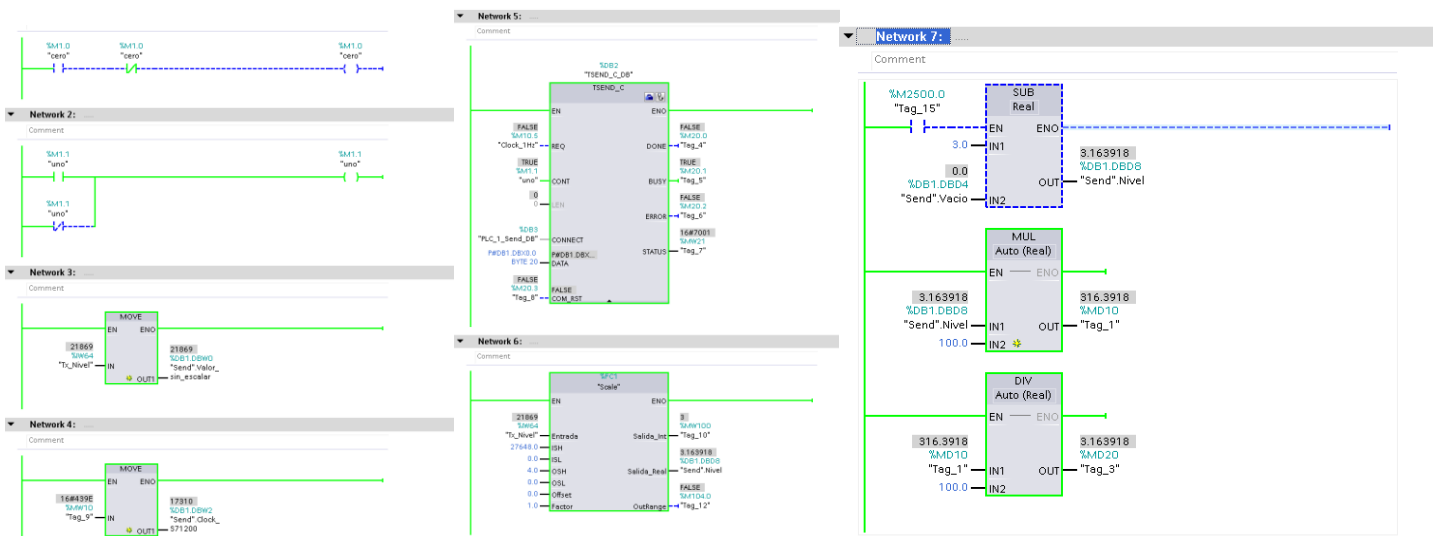 %M1.0 %M1.0 %M1.0
"cero" "cero" "cero"
Network 2: .....
Comment
%M1.1 %M1.1
"uno" "uno"
%M1.1
"uno"
Network 3: .....
Comment
MOVE
EN ENO
21869 21869
%IW64 %DB1.DBW0
"Tx_Nivel" IN "Send".Valor_
OUT1 sin_escalar
Network 4: .....
Comment
MOVE
EN ENO
16#439E 17310
%MW10 %DB1.DBW2
"Tag_9" IN "Send".Clock_
OUT1 S71200
Network 5: .....
Comment
%DB2
"TSEND_C_DB"
TSEND_C
EN ENO
FALSE FALSE
%M10.5 %M20.0
"Clock_1Hz" REQ DONE "Tag_4"
TRUE TRUE
%M1.1 %M20.1
"uno" CONT BUSY "Tag_5"
0 FALSE
0 LEN %M20.2
ERROR "Tag_6"
%DB3 16#7001
"PLC_1_Send_DB" CONNECT %MW21
P#DB1.DBX0.0 P#DB1.DBX... STATUS "Tag_7"
BYTE 20 DATA
FALSE
%M20.3 FALSE
"Tag_8" COM_RST
Network 6: .....
Comment
%FC1
"Scale"
EN ENO
21869 3
%IW64 %MW100
"Tx_Nivel" Entrada Salida_Int "Tag_10"
27648.0 ISH 3.163918
0.0 ISL %DB1.DBD8
4.0 OSH Salida_Real "Send".Nivel
0.0 OSL FALSE
0.0 Offset %M104.0
1.0 Factor OutRange "Tag_12"
Network 7: .....
Comment
%M2500.0 SUB
"Tag_15" Real
EN ENO
3.0 IN1 3.163918
0.0 %DB1.DBD8
%DB1.DBD4 OUT "Send".Nivel
"Send".Vacio IN2
MUL
Auto (Real)
EN ENO
3.163918 316.3918
%DB1.DBD8 %MD10
"Send".Nivel IN1 OUT "Tag_1"
100.0 IN2
DIV
Auto (Real)
EN ENO
316.3918 3.163918
%MD10 %MD20
"Tag_1" IN1 OUT "Tag_3"
100.0 IN2